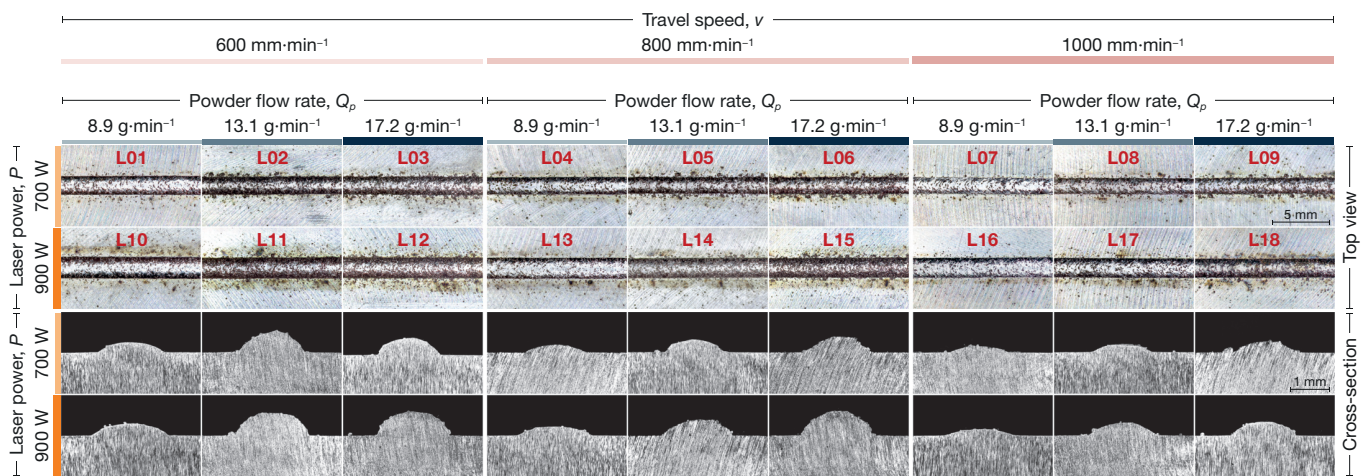 Travel speed, v
600 mm·min⁻¹ 800 mm·min⁻¹ 1000 mm·min⁻¹
Powder flow rate, Qp Powder flow rate, Qp Powder flow rate, Qp
8.9 g·min⁻¹ 13.1 g·min⁻¹ 17.2 g·min⁻¹ 8.9 g·min⁻¹ 13.1 g·min⁻¹ 17.2 g·min⁻¹ 8.9 g·min⁻¹ 13.1 g·min⁻¹ 17.2 g·min⁻¹
Laser power, P
700 W
L01 L02 L03 L04 L05 L06 L07 L08 L09
5 mm
900 W
L10 L11 L12 L13 L14 L15 L16 L17 L18
Top view
Laser power, P
700 W
1 mm
900 W
Cross-section